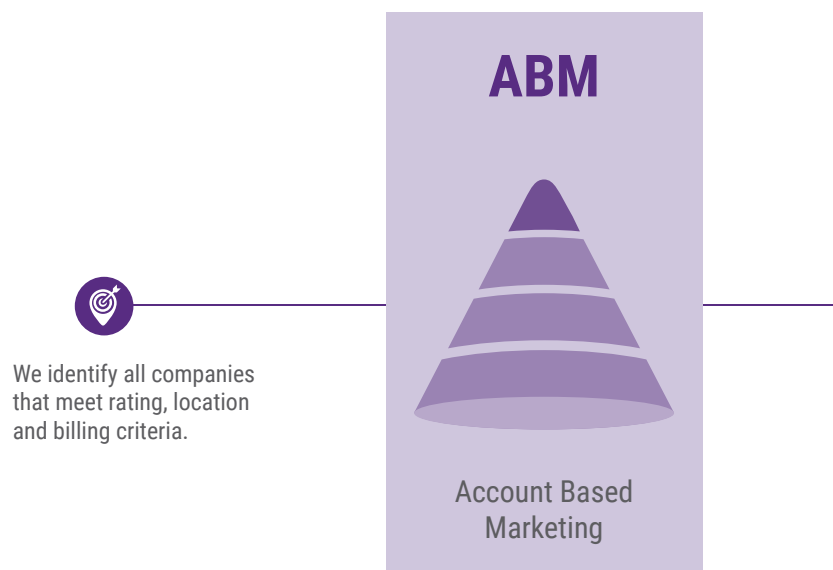 ABM
We identify all companies
that meet rating, location
and billing criteria.
Account Based
Marketing